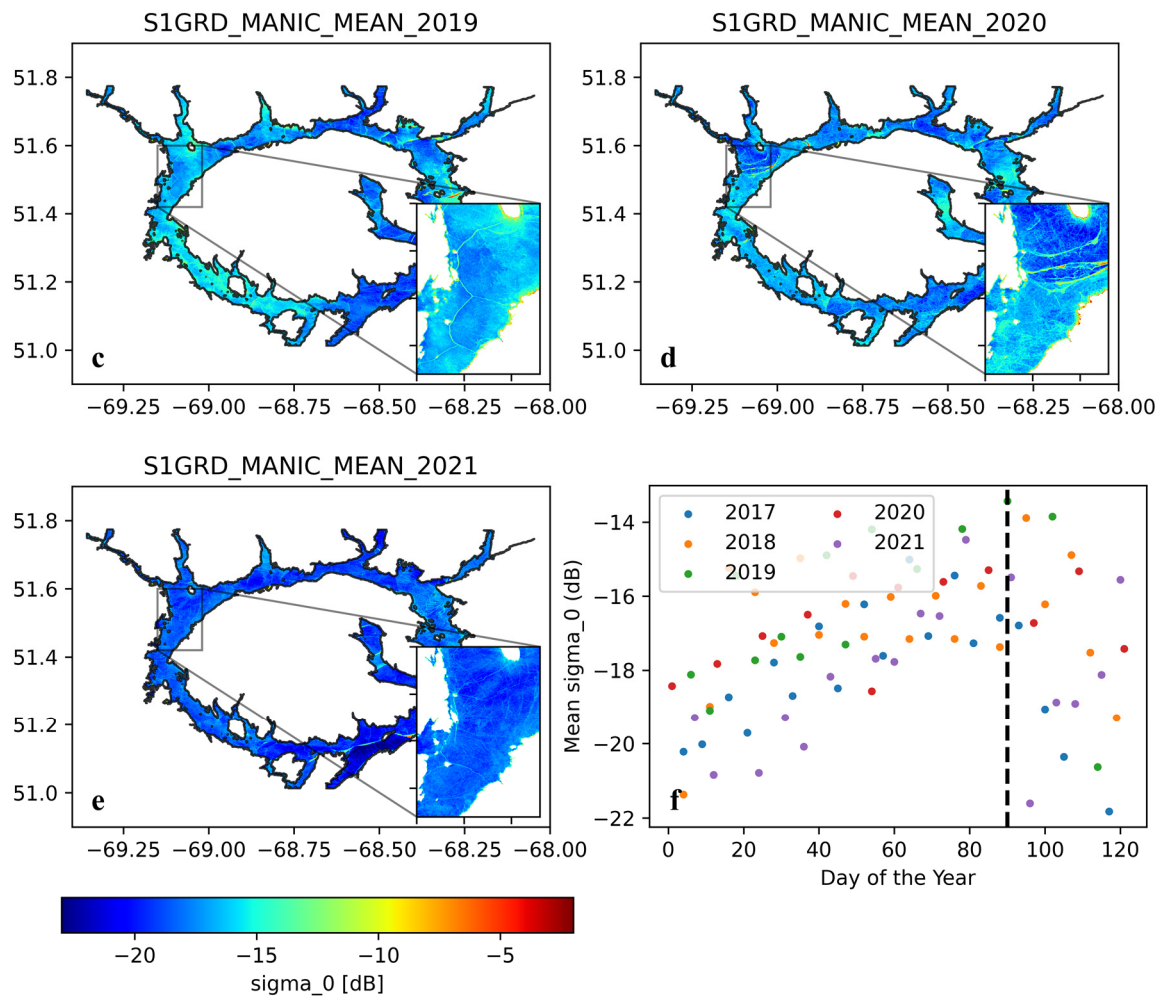 S1GRD_MANIC_MEAN_2019
51.8
51.6
51.4
51.2
51.0
c
−69.25 −69.00 −68.75 −68.50 −68.25 −68.00
S1GRD_MANIC_MEAN_2020
51.8
51.6
51.4
51.2
51.0
d
−69.25 −69.00 −68.75 −68.50 −68.25 −68.00
S1GRD_MANIC_MEAN_2021
51.8
51.6
51.4
51.2
51.0
e
−69.25 −69.00 −68.75 −68.50 −68.25 −68.00
Mean sigma_0 (dB)
−14
−16
−18
−20
−22
2017 2020
2018 2021
2019
f
0 20 40 60 80 100 120
Day of the Year
−20 −15 −10 −5
sigma_0 [dB]